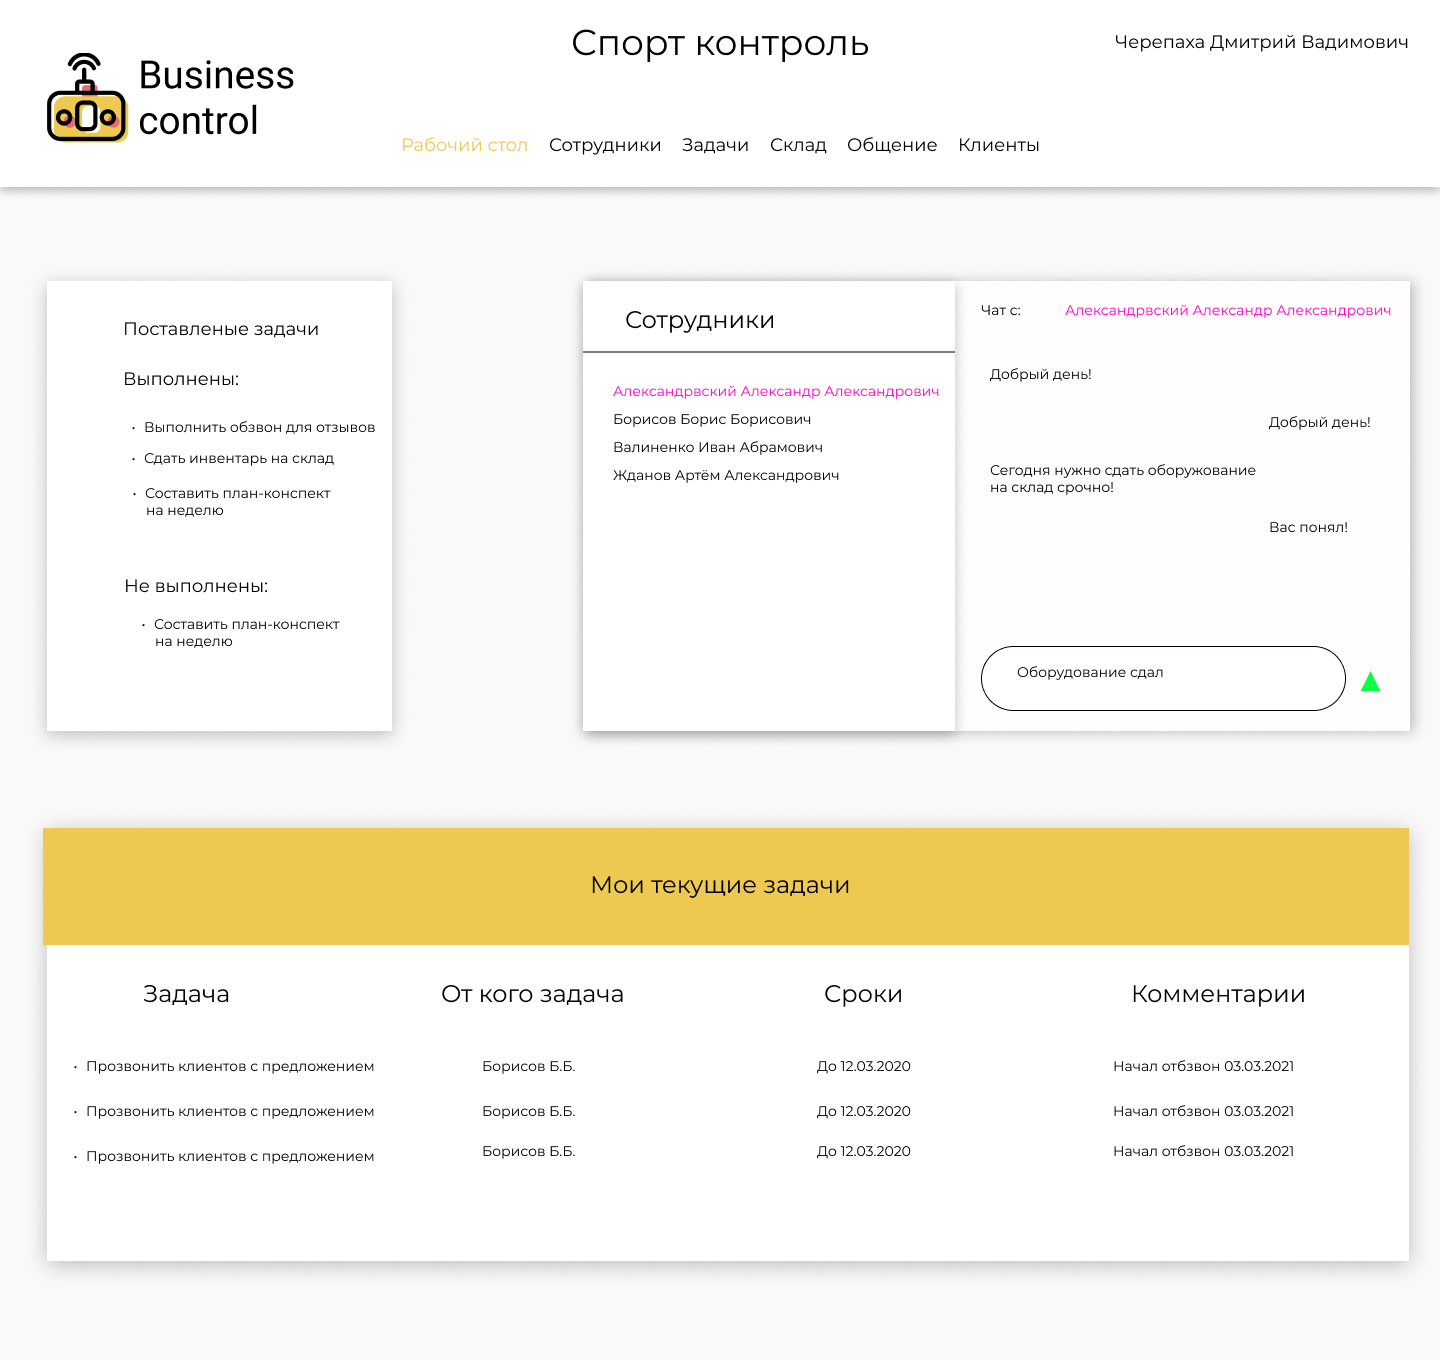 Спорт контроль
Черепаха Дмитрий Вадимович
Business
control
Рабочий стол Сотрудники Задачи Склад Общение Клиенты
Поставленые задачи
Выполнены:
• Выполнить обзвон для отзывов
• Сдать инвентарь на склад
• Составить план-конспект
на неделю
Не выполнены:
• Составить план-конспект
на неделю
Сотрудники
Александрвский Александр Александрович
Борисов Борис Борисович
Валиненко Иван Абрамович
Жданов Артём Александрович
Чат с: Александрвский Александр Александрович
Добрый день!
Добрый день!
Сегодня нужно сдать оборужование
на склад срочно!
Вас понял!
Оборудование сдал
Мои текущие задачи
Задача От кого задача Сроки Комментарии
• Прозвонить клиентов с предложением Борисов Б.Б. До 12.03.2020 Начал отбзвон 03.03.2021
• Прозвонить клиентов с предложением Борисов Б.Б. До 12.03.2020 Начал отбзвон 03.03.2021
• Прозвонить клиентов с предложением Борисов Б.Б. До 12.03.2020 Начал отбзвон 03.03.2021